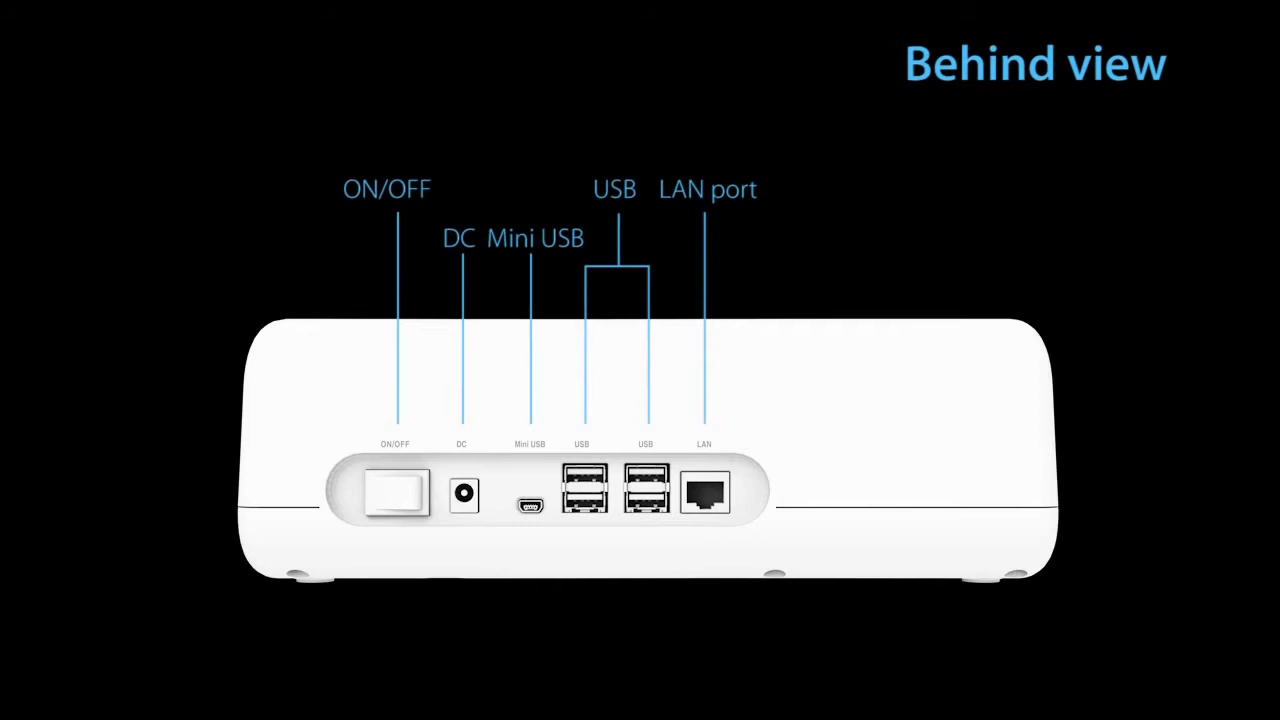 Behind view
ON/OFF
USB
LAN port
DC
Mini USB
ON/OFF
DC
Mini USB
USB
USB
LAN